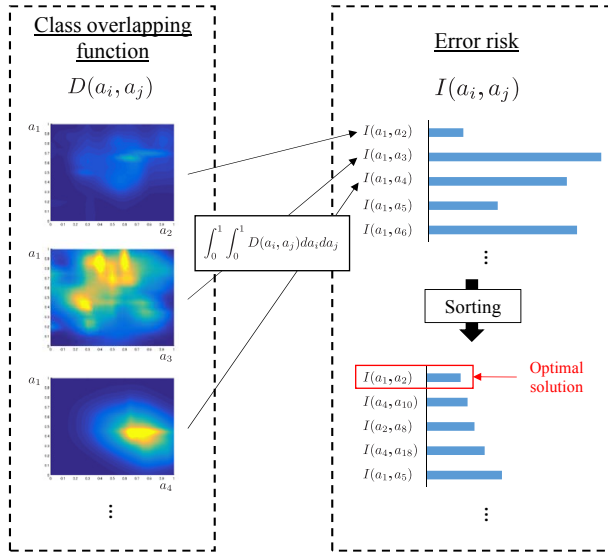 Class overlapping
function
D(a_i, a_j)
a_1
a_2
a_1
a_3
a_1
a_4
⋮
∫_0^1 ∫_0^1 D(a_i, a_j)da_i da_j
Error risk
I(a_i, a_j)
I(a_1, a_2)
I(a_1, a_3)
I(a_1, a_4)
I(a_1, a_5)
I(a_1, a_6)
⋮
Sorting
I(a_1, a_2)
I(a_4, a_10)
I(a_2, a_8)
I(a_4, a_18)
I(a_1, a_5)
⋮
Optimal
solution